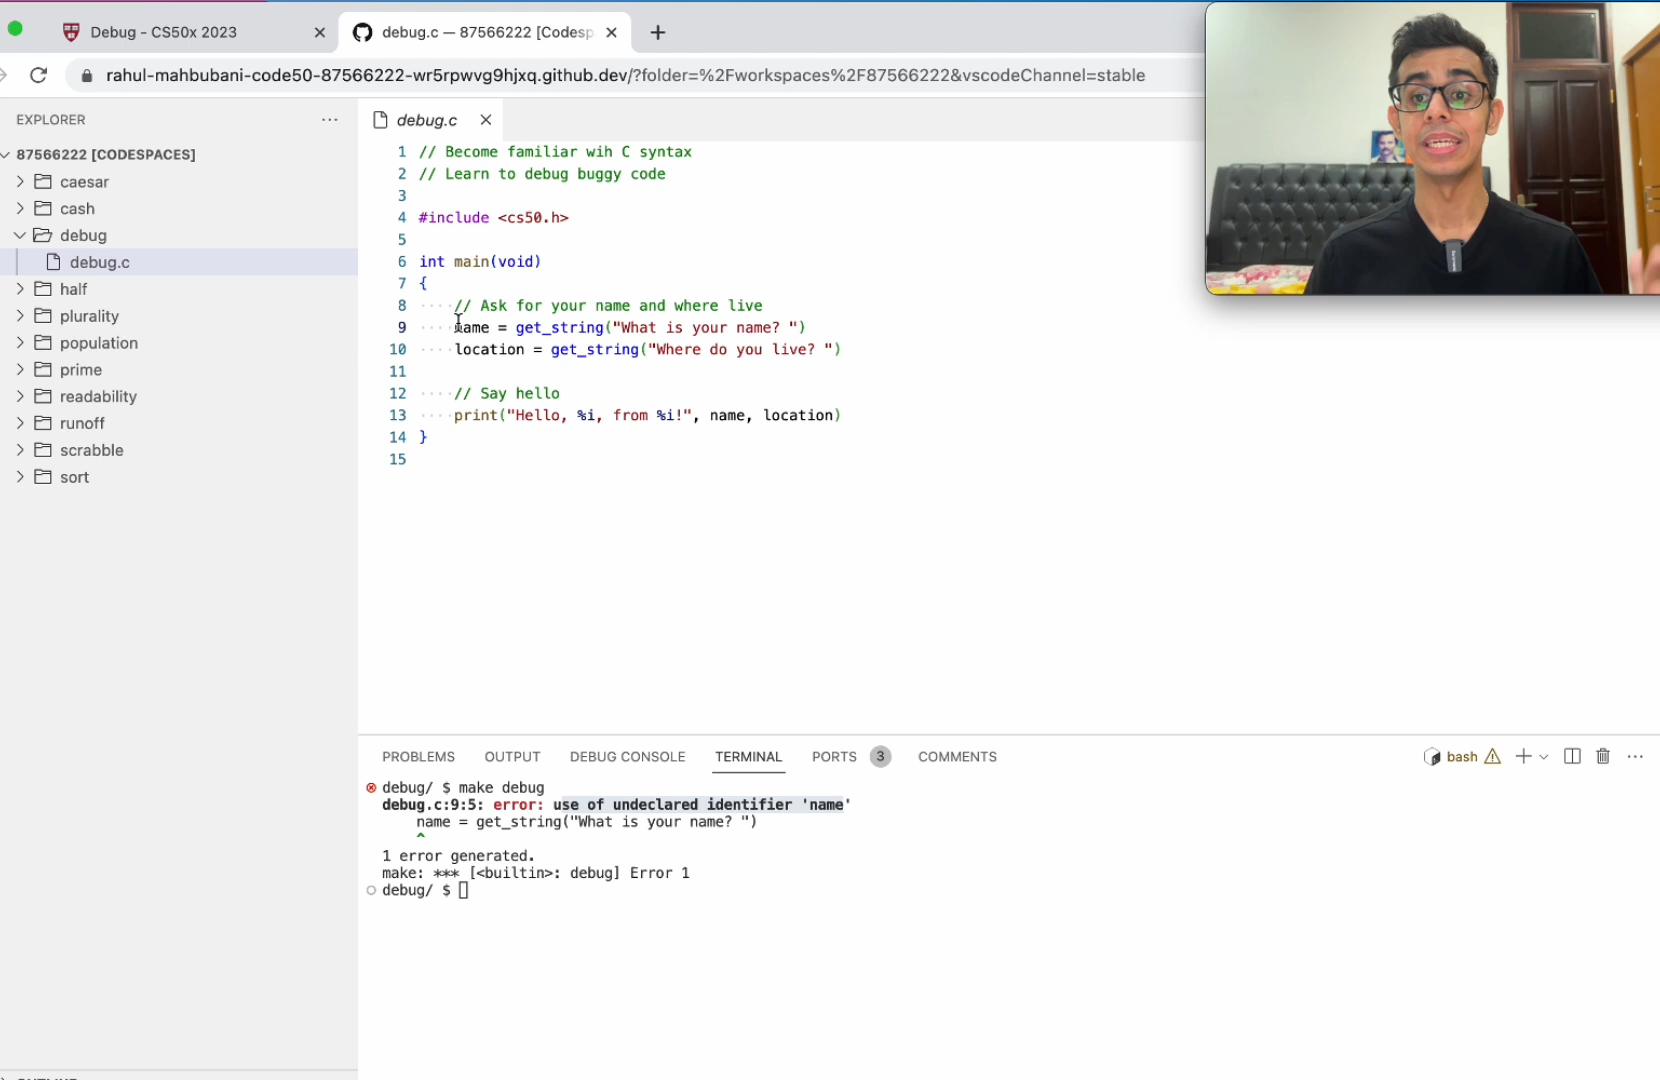 Debug - CS50x 2023
debug.c — 87566222 [Codesp
rahul-mahbubani-code50-87566222-wr5rpwvg9hjxq.github.dev/?folder=%2Fworkspaces%2F87566222&vscodeChannel=stable
EXPLORER
87566222 [CODESPACES]
caesar
cash
debug
debug.c
half
plurality
population
prime
readability
runoff
scrabble
sort
debug.c
1 // Become familiar wih C syntax
2 // Learn to debug buggy code
3
4 #include <cs50.h>
5
6 int main(void)
7 {
8 // Ask for your name and where live
9 name = get_string("What is your name? ")
10 location = get_string("Where do you live? ")
11
12 // Say hello
13 print("Hello, %i, from %i!", name, location)
14 }
15
PROBLEMS OUTPUT DEBUG CONSOLE TERMINAL PORTS 3 COMMENTS
bash
debug/ $ make debug
debug.c:9:5: error: use of undeclared identifier 'name'
name = get_string("What is your name? ")
^
1 error generated.
make: *** [<builtin>: debug] Error 1
debug/ $